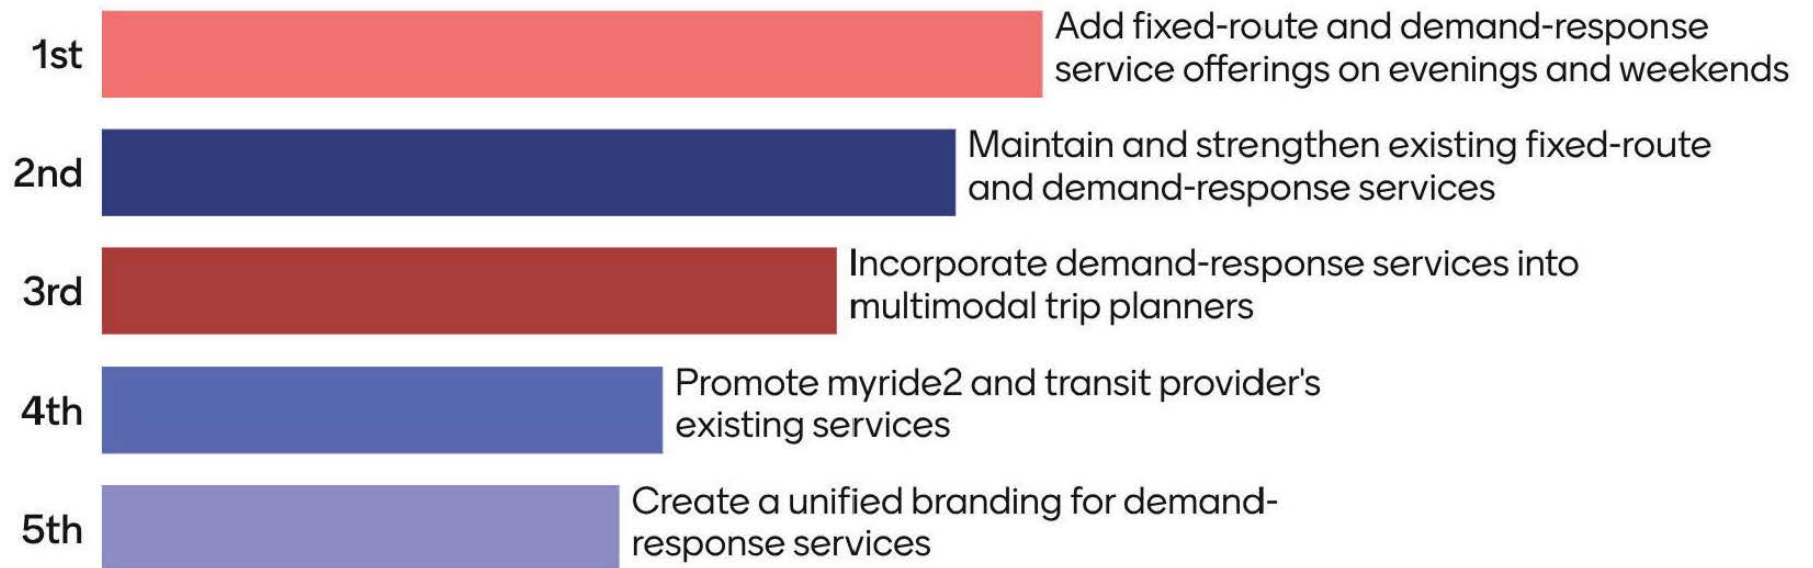 1st
Add fixed-route and demand-response
service offerings on evenings and weekends
2nd
Maintain and strengthen existing fixed-route
and demand-response services
3rd
Incorporate demand-response services into
multimodal trip planners
4th
Promote myride2 and transit provider's
existing services
5th
Create a unified branding for demand-
response services